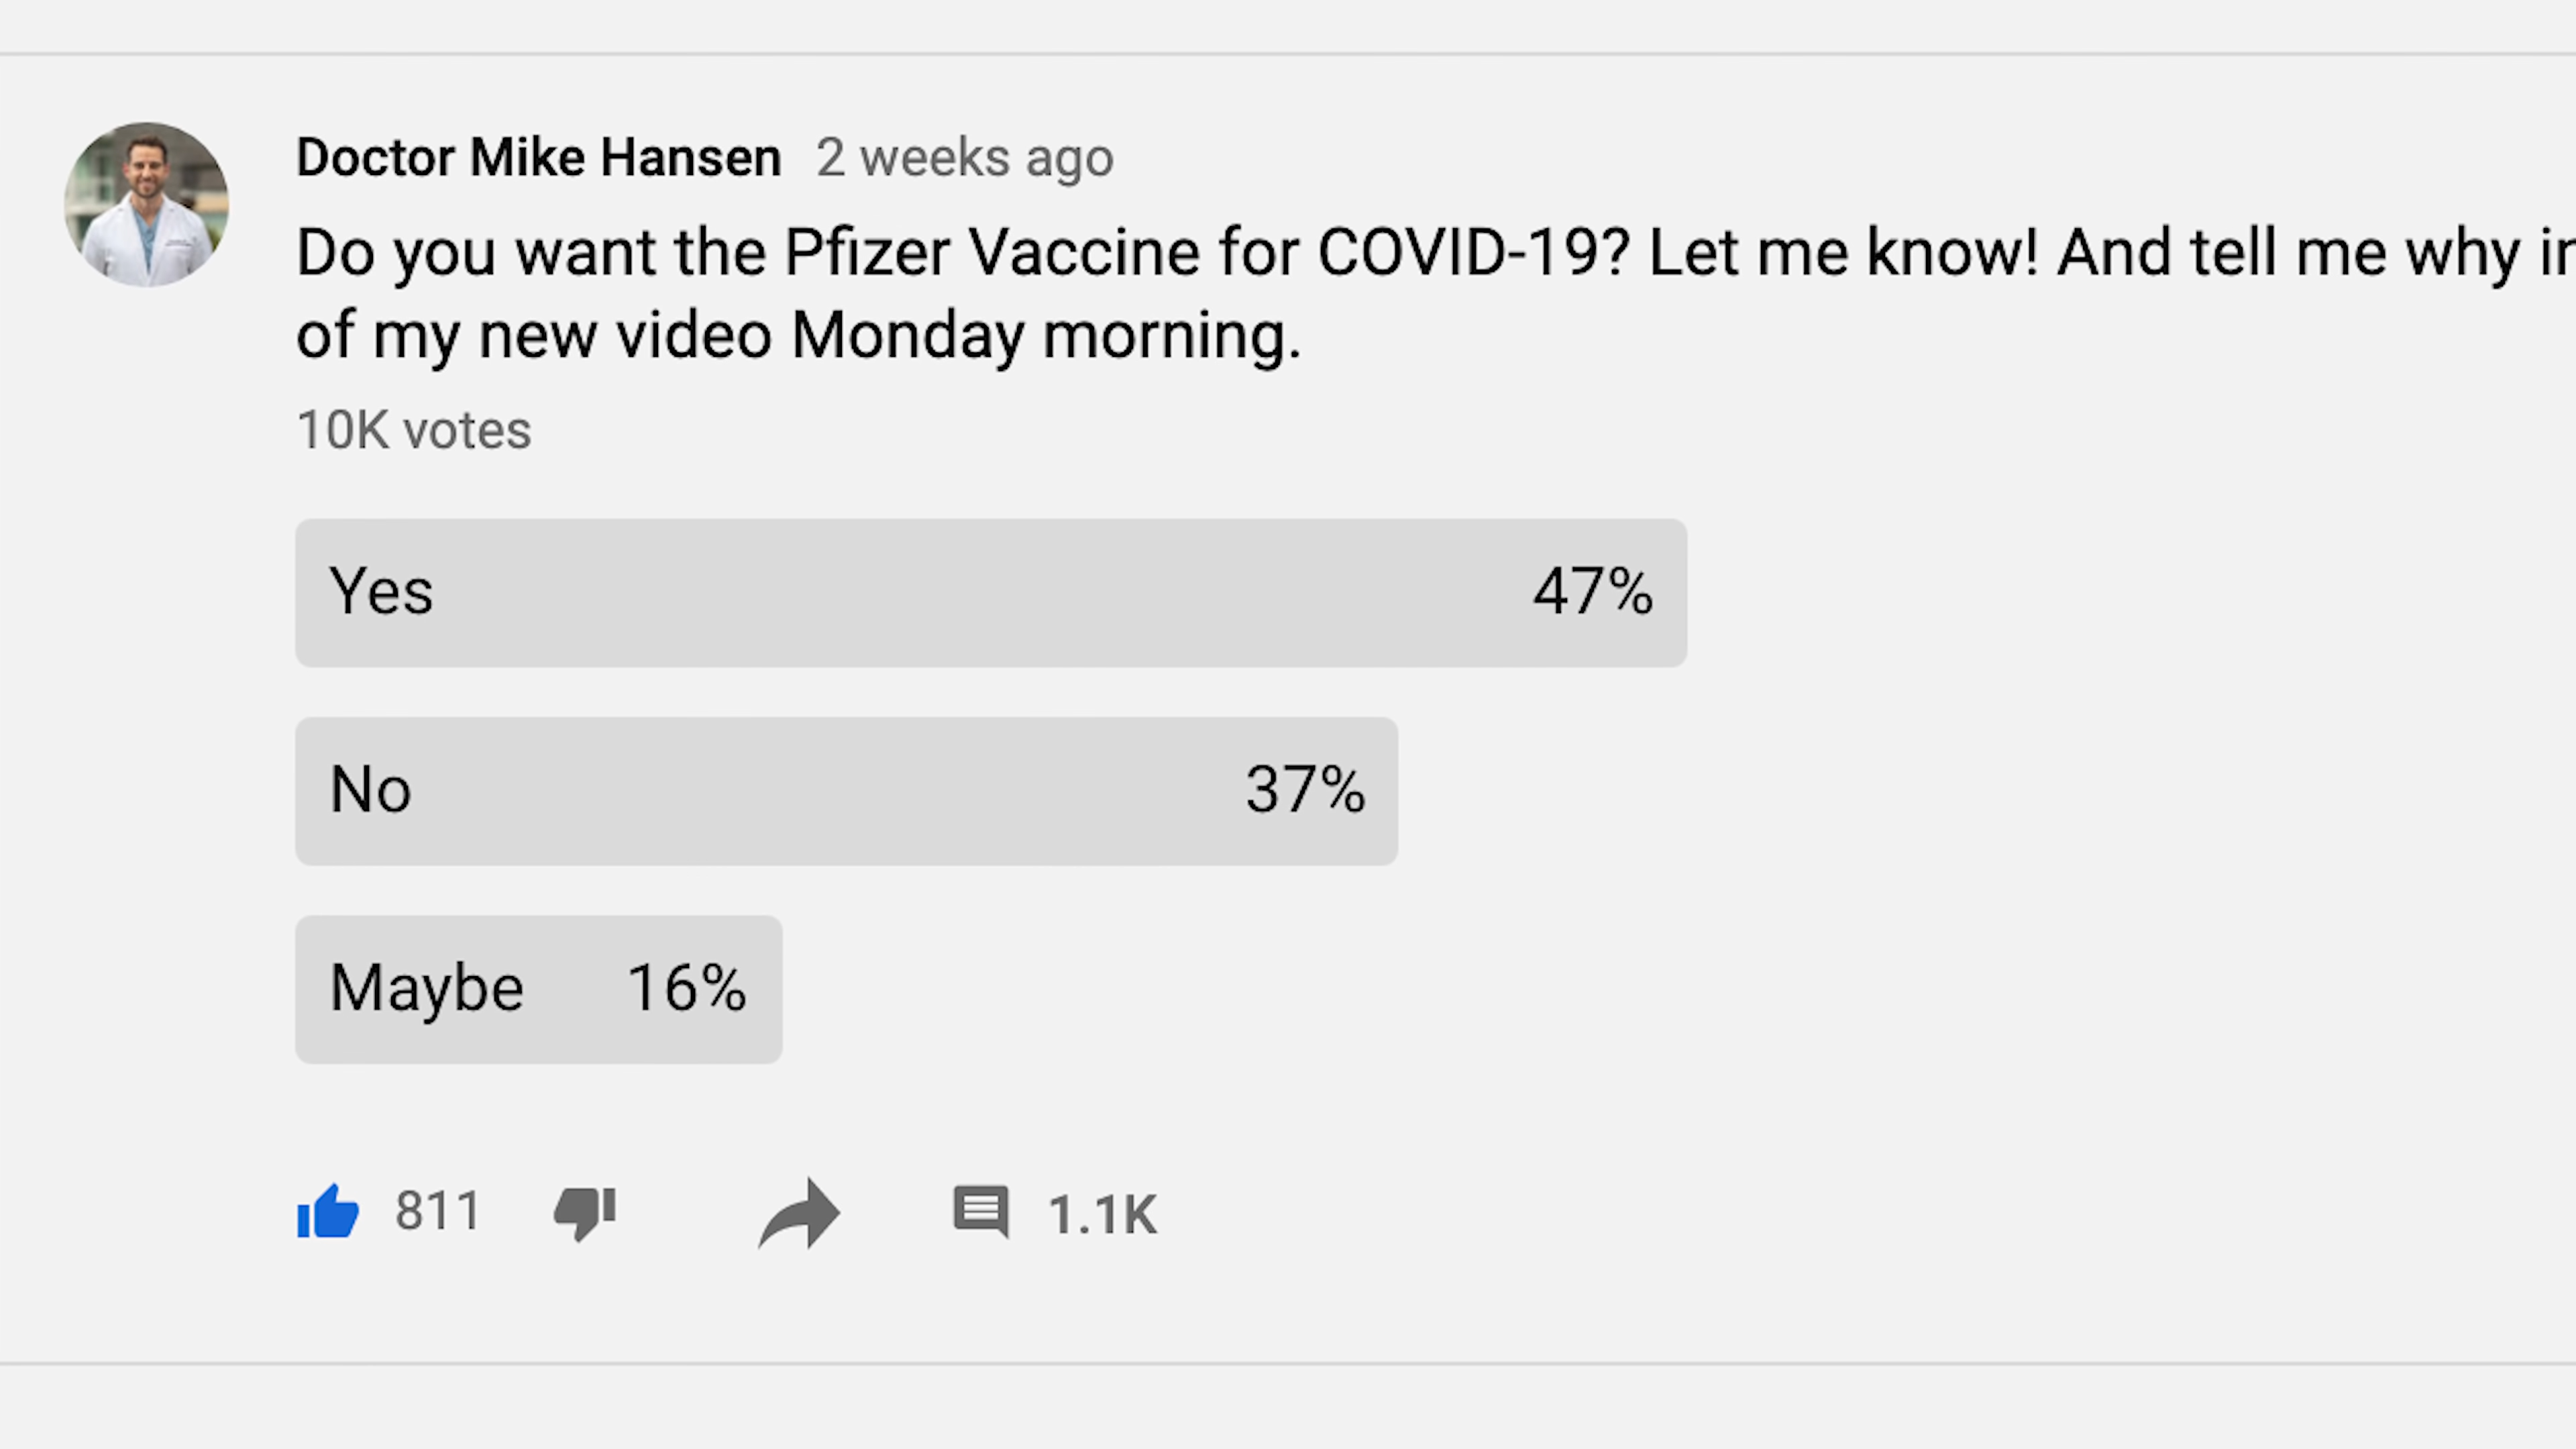 Doctor Mike Hansen 2 weeks ago
Do you want the Pfizer Vaccine for COVID-19? Let me know! And tell me why
of my new video Monday morning.
10K votes
Yes 47%
No 37%
Maybe 16%
811 1.1K